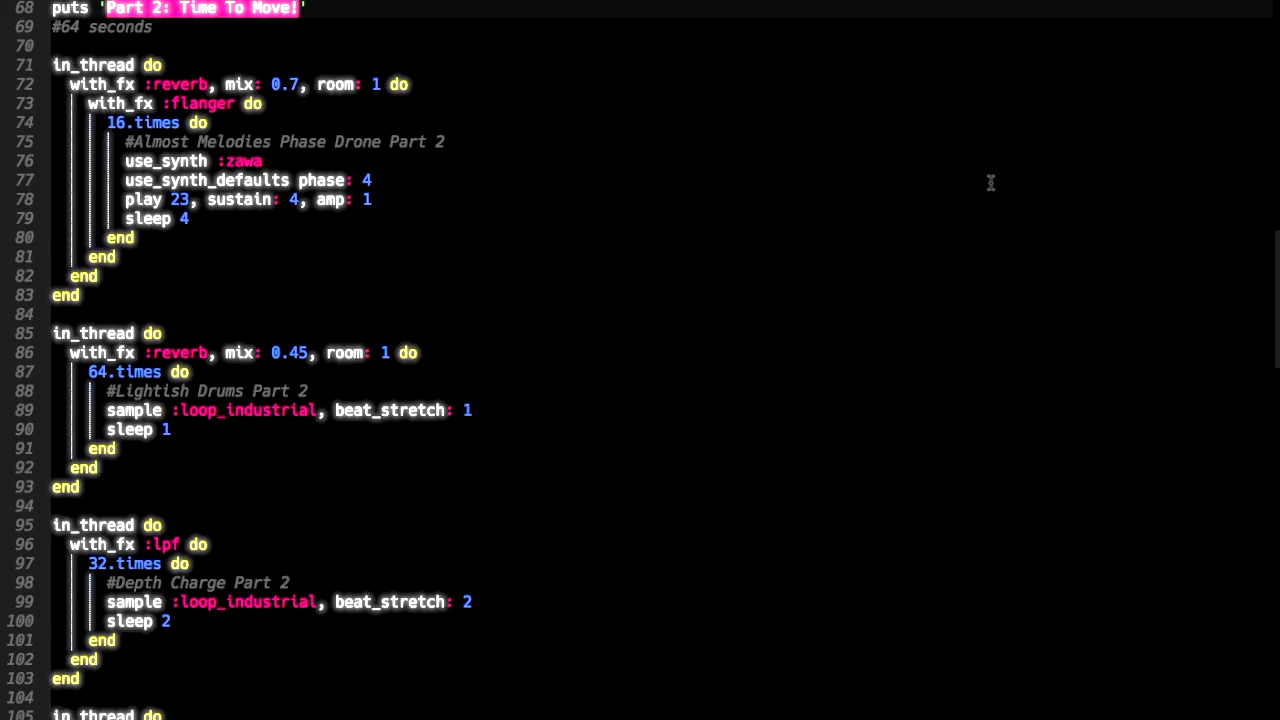 68 puts 'Part 2: Time To Move!'
69 #64 seconds
70
71 in_thread do
72 with_fx :reverb, mix: 0.7, room: 1 do
73 with_fx :flanger do
74 16.times do
75 #Almost Melodies Phase Drone Part 2
76 use_synth :zawa
77 use_synth_defaults phase: 4
78 play 23, sustain: 4, amp: 1
79 sleep 4
80 end
81 end
82 end
83 end
84
85 in_thread do
86 with_fx :reverb, mix: 0.45, room: 1 do
87 64.times do
88 #Lightish Drums Part 2
89 sample :loop_industrial, beat_stretch: 1
90 sleep 1
91 end
92 end
93 end
94
95 in_thread do
96 with_fx :lpf do
97 32.times do
98 #Depth Charge Part 2
99 sample :loop_industrial, beat_stretch: 2
100 sleep 2
101 end
102 end
103 end
104
105 in_thread do